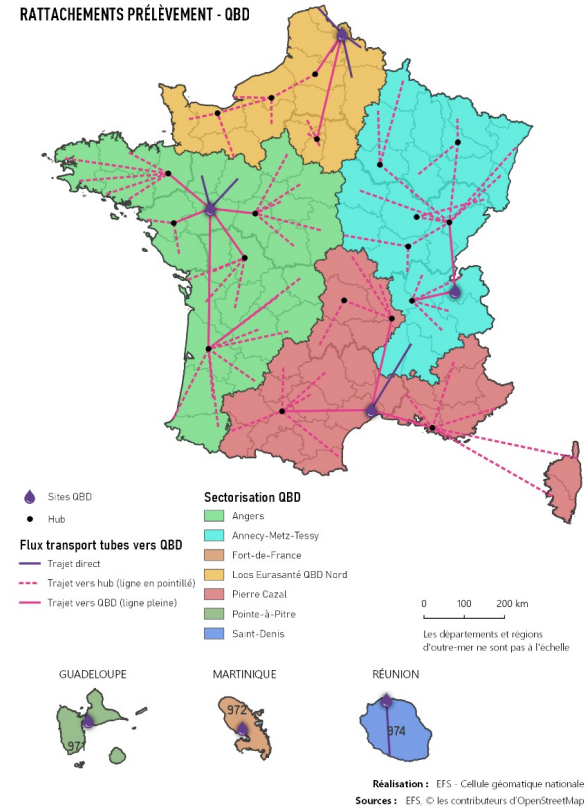 RATTACHEMENTS PRÉLÈVEMENT - QBD
Sites QBD
Hub
Flux transport tubes vers QBD
Trajet direct
Trajet vers hub (ligne en pointillé)
Trajet vers QBD (ligne pleine)
Sectorisation QBD
Angers
Annecy-Metz-Tessy
Fort-de-France
Loos Eurasanté QBD Nord
Pierre Cazal
Pointe-à-Pitre
Saint-Denis
0 100 200 km
Les départements et régions
d'outre-mer ne sont pas à l'échelle
GUADELOUPE
MARTINIQUE
RÉUNION
971
972
974
Réalisation : EFS - Cellule géomatique nationale
Sources : EFS, © les contributeurs d'OpenStreetMap